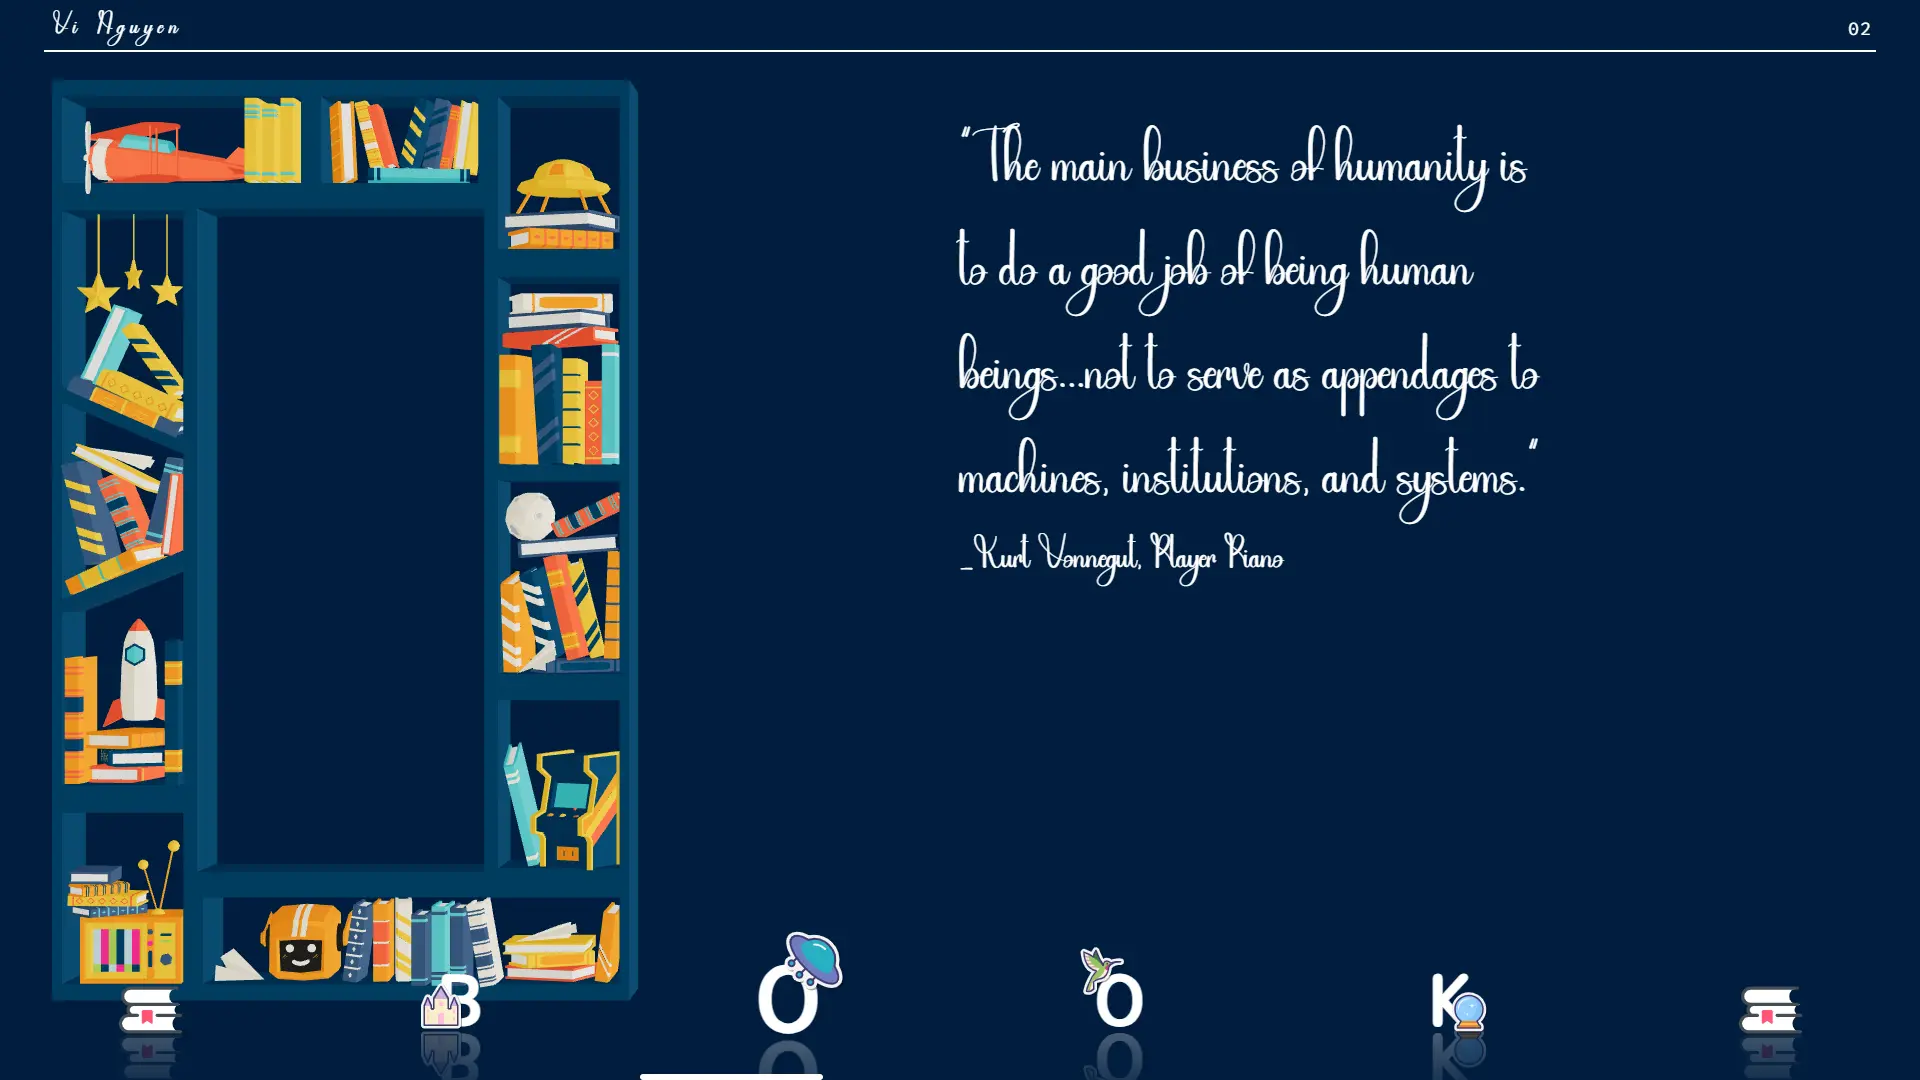 Vi Nguyen
02
"The main business of humanity is
to do a good job of being human
beings...not to serve as appendages to
machines, institutions, and systems."
_Kurt Vonnegut, Player Piano
B O O K